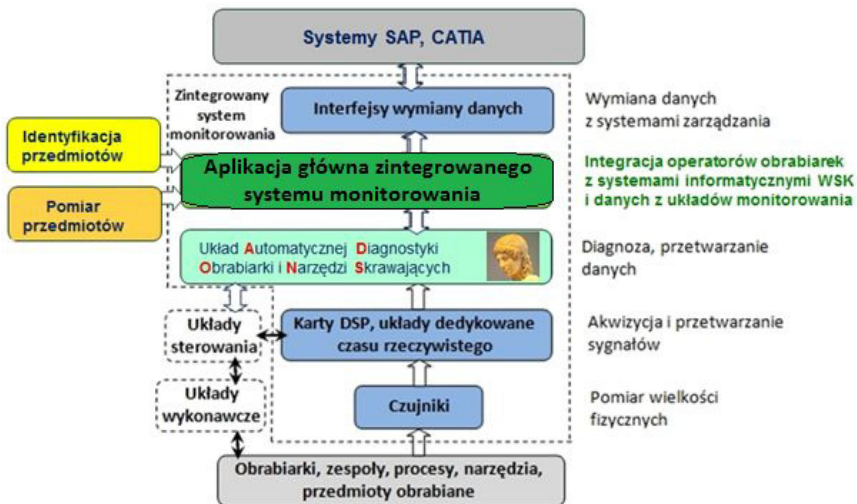 Systemy SAP, CATIA
Zintegrowany
system
monitorowania
Interfejsy wymiany danych
Wymiana danych
z systemami zarządzania
Identyfikacja
przedmiotów
Aplikacja główna zintegrowanego
systemu monitorowania
Integracja operatorów obrabiarek
z systemami informatycznymi WSK
i danych z układów monitorowania
Pomiar
przedmiotów
Układ Automatycznej Diagnostyki
Obrabiarki i Narzędzi Skrawających
Diagnoza, przetwarzanie
danych
Układy
sterowania
Karty DSP, układy dedykowane
czasu rzeczywistego
Akwizycja i przetwarzanie
sygnałów
Układy
wykonawcze
Czujniki
Pomiar wielkości
fizycznych
Obrabiarki, zespoły, procesy, narzędzia,
przedmioty obrabiane